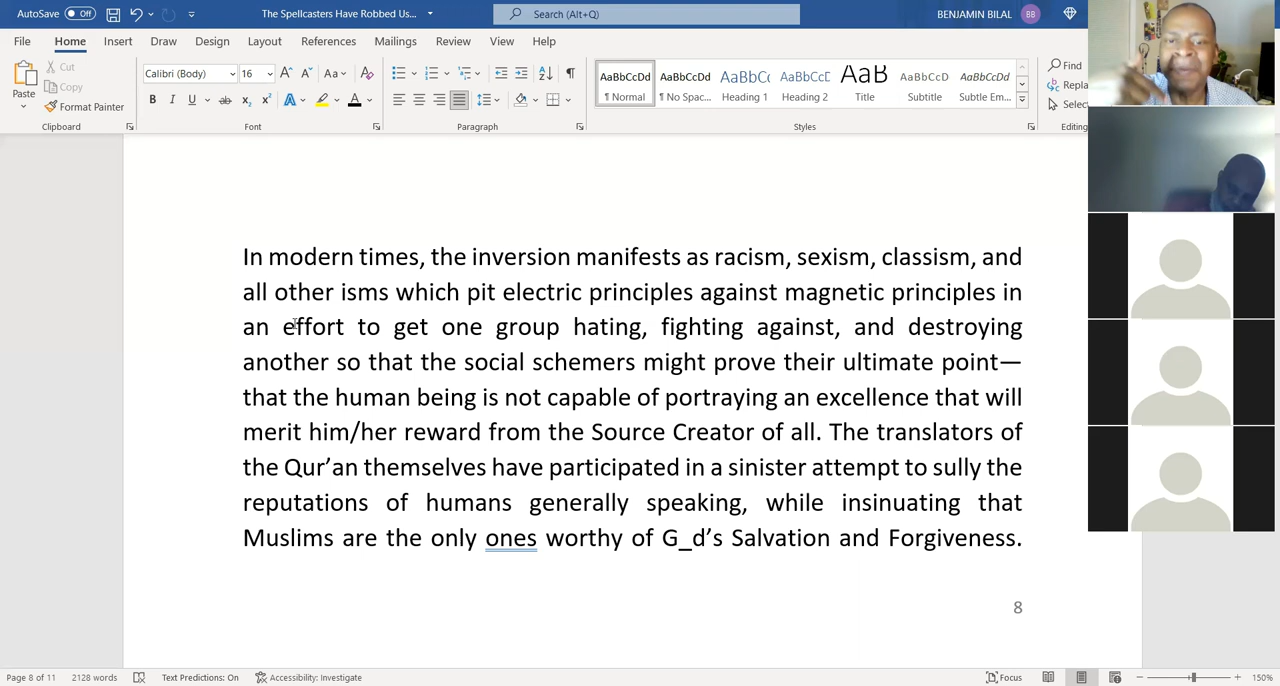 AutoSave Off The Spellcasters Have Robbed Us... Search (Alt+Q) BENJAMIN BILAL BB
File Home Insert Draw Design Layout References Mailings Review View Help
Paste
Cut
Copy
Format Painter
Clipboard
Calibri (Body) 16
Font
Paragraph
AaBbCcDd
¶ Normal
AaBbCcDd
¶ No Spac...
AaBbCc
Heading 1
AaBbCcD
Heading 2
AaB
Title
AaBbCcD
Subtitle
AaBbCcDd
Subtle Em...
Styles
Find
Repla
Selec
Editing
In modern times, the inversion manifests as racism, sexism, classism, and
all other isms which pit electric principles against magnetic principles in
an effort to get one group hating, fighting against, and destroying
another so that the social schemers might prove their ultimate point—
that the human being is not capable of portraying an excellence that will
merit him/her reward from the Source Creator of all. The translators of
the Qur’an themselves have participated in a sinister attempt to sully the
reputations of humans generally speaking, while insinuating that
Muslims are the only ones worthy of G_d’s Salvation and Forgiveness.
8
Page 8 of 11 2128 words Text Predictions: On Accessibility: Investigate Focus 150%